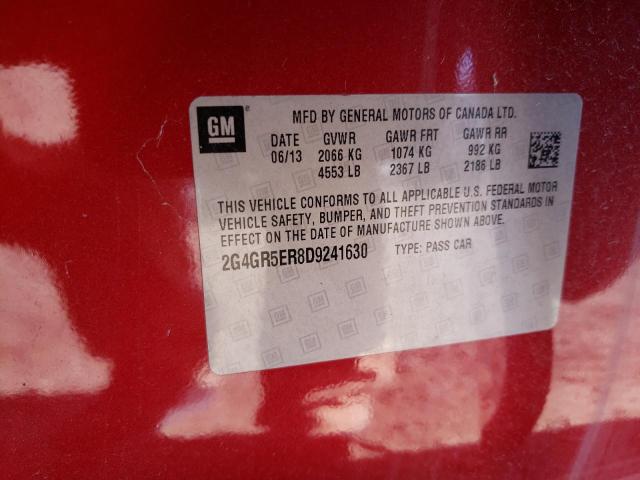 GM
MFD BY GENERAL MOTORS OF CANADA LTD.
DATE GVWR GAWR FRT GAWR RR
06/13 2066 KG 1074 KG 992 KG
4553 LB 2367 LB 2186 LB
THIS VEHICLE CONFORMS TO ALL APPLICABLE U.S. FEDERAL MOTOR
VEHICLE SAFETY, BUMPER, AND THEFT PREVENTION STANDARDS IN
EFFECT ON THE DATE OF MANUFACTURE SHOWN ABOVE.
2G4GR5ER8D9241630 TYPE: PASS CAR